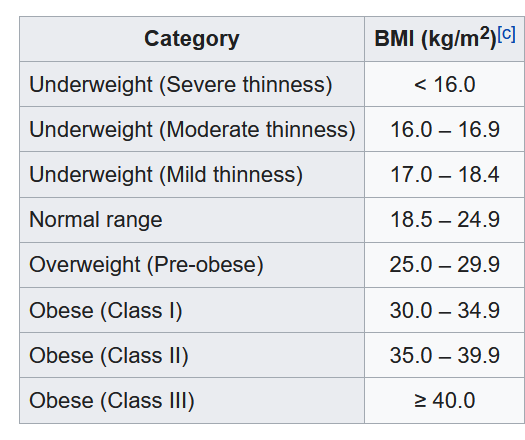 Category BMI (kg/m²)[c]
Underweight (Severe thinness) < 16.0
Underweight (Moderate thinness) 16.0 – 16.9
Underweight (Mild thinness) 17.0 – 18.4
Normal range 18.5 – 24.9
Overweight (Pre-obese) 25.0 – 29.9
Obese (Class I) 30.0 – 34.9
Obese (Class II) 35.0 – 39.9
Obese (Class III) ≥ 40.0